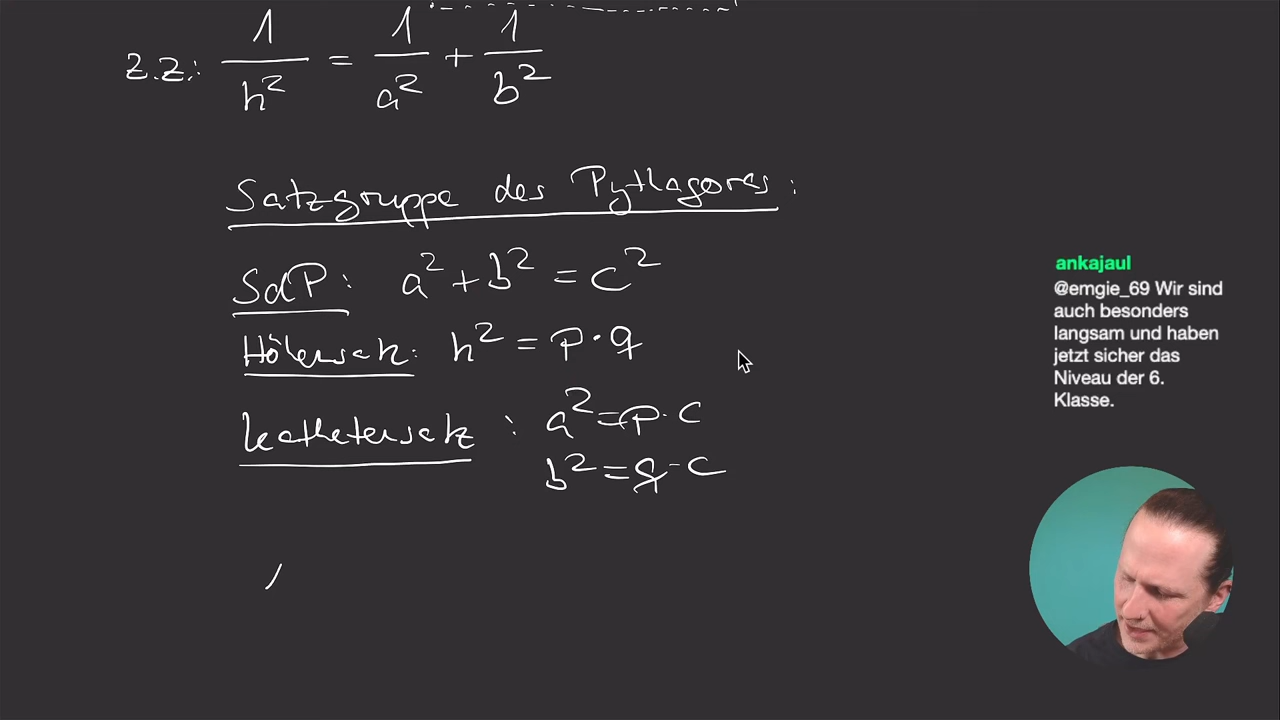 z.z.: 1/h² = 1/a² + 1/b²
Satzgruppe des Pythagoras:
SdP: a² + b² = c²
Höhensatz: h² = p · q
Kathetensatz: a² = p · c
b² = q · c
ankajaul
@emgie_69 Wir sind
auch besonders
langsam und haben
jetzt sicher das
Niveau der 6.
Klasse.